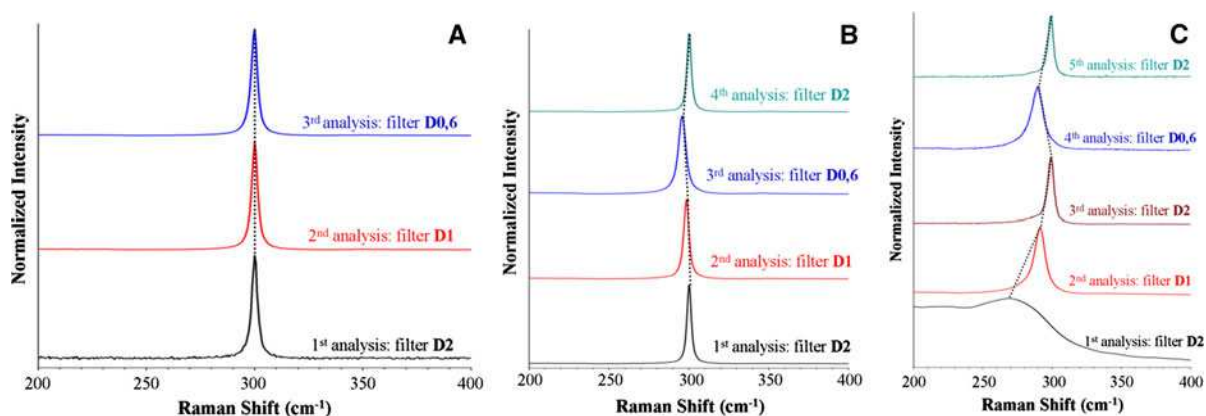 A
Normalized Intensity
3rd analysis: filter D0,6
2nd analysis: filter D1
1st analysis: filter D2
200 250 300 350 400
Raman Shift (cm-1)
B
Normalized Intensity
4th analysis: filter D2
3rd analysis: filter D0,6
2nd analysis: filter D1
1st analysis: filter D2
200 300 400
Raman Shift (cm-1)
C
Normalized Intensity
5th analysis: filter D2
4th analysis: filter D0,6
3rd analysis: filter D2
2nd analysis: filter D1
1st analysis: filter D2
200 250 300 350 400
Raman Shift (cm-1)